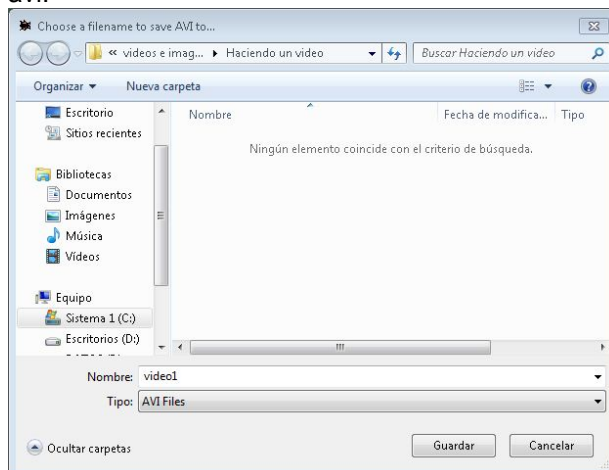 avi.
Choose a filename to save AVI to...
« videos e imag... ▸ Haciendo un video
Buscar Haciendo un video
Organizar
Nueva carpeta
Escritorio
Sitios recientes
Bibliotecas
Documentos
Imágenes
Música
Vídeos
Equipo
Sistema 1 (C:)
Escritorios (D:)
Nombre
Fecha de modifica...
Tipo
Ningún elemento coincide con el criterio de búsqueda.
Nombre: video1
Tipo: AVI Files
Ocultar carpetas
Guardar
Cancelar